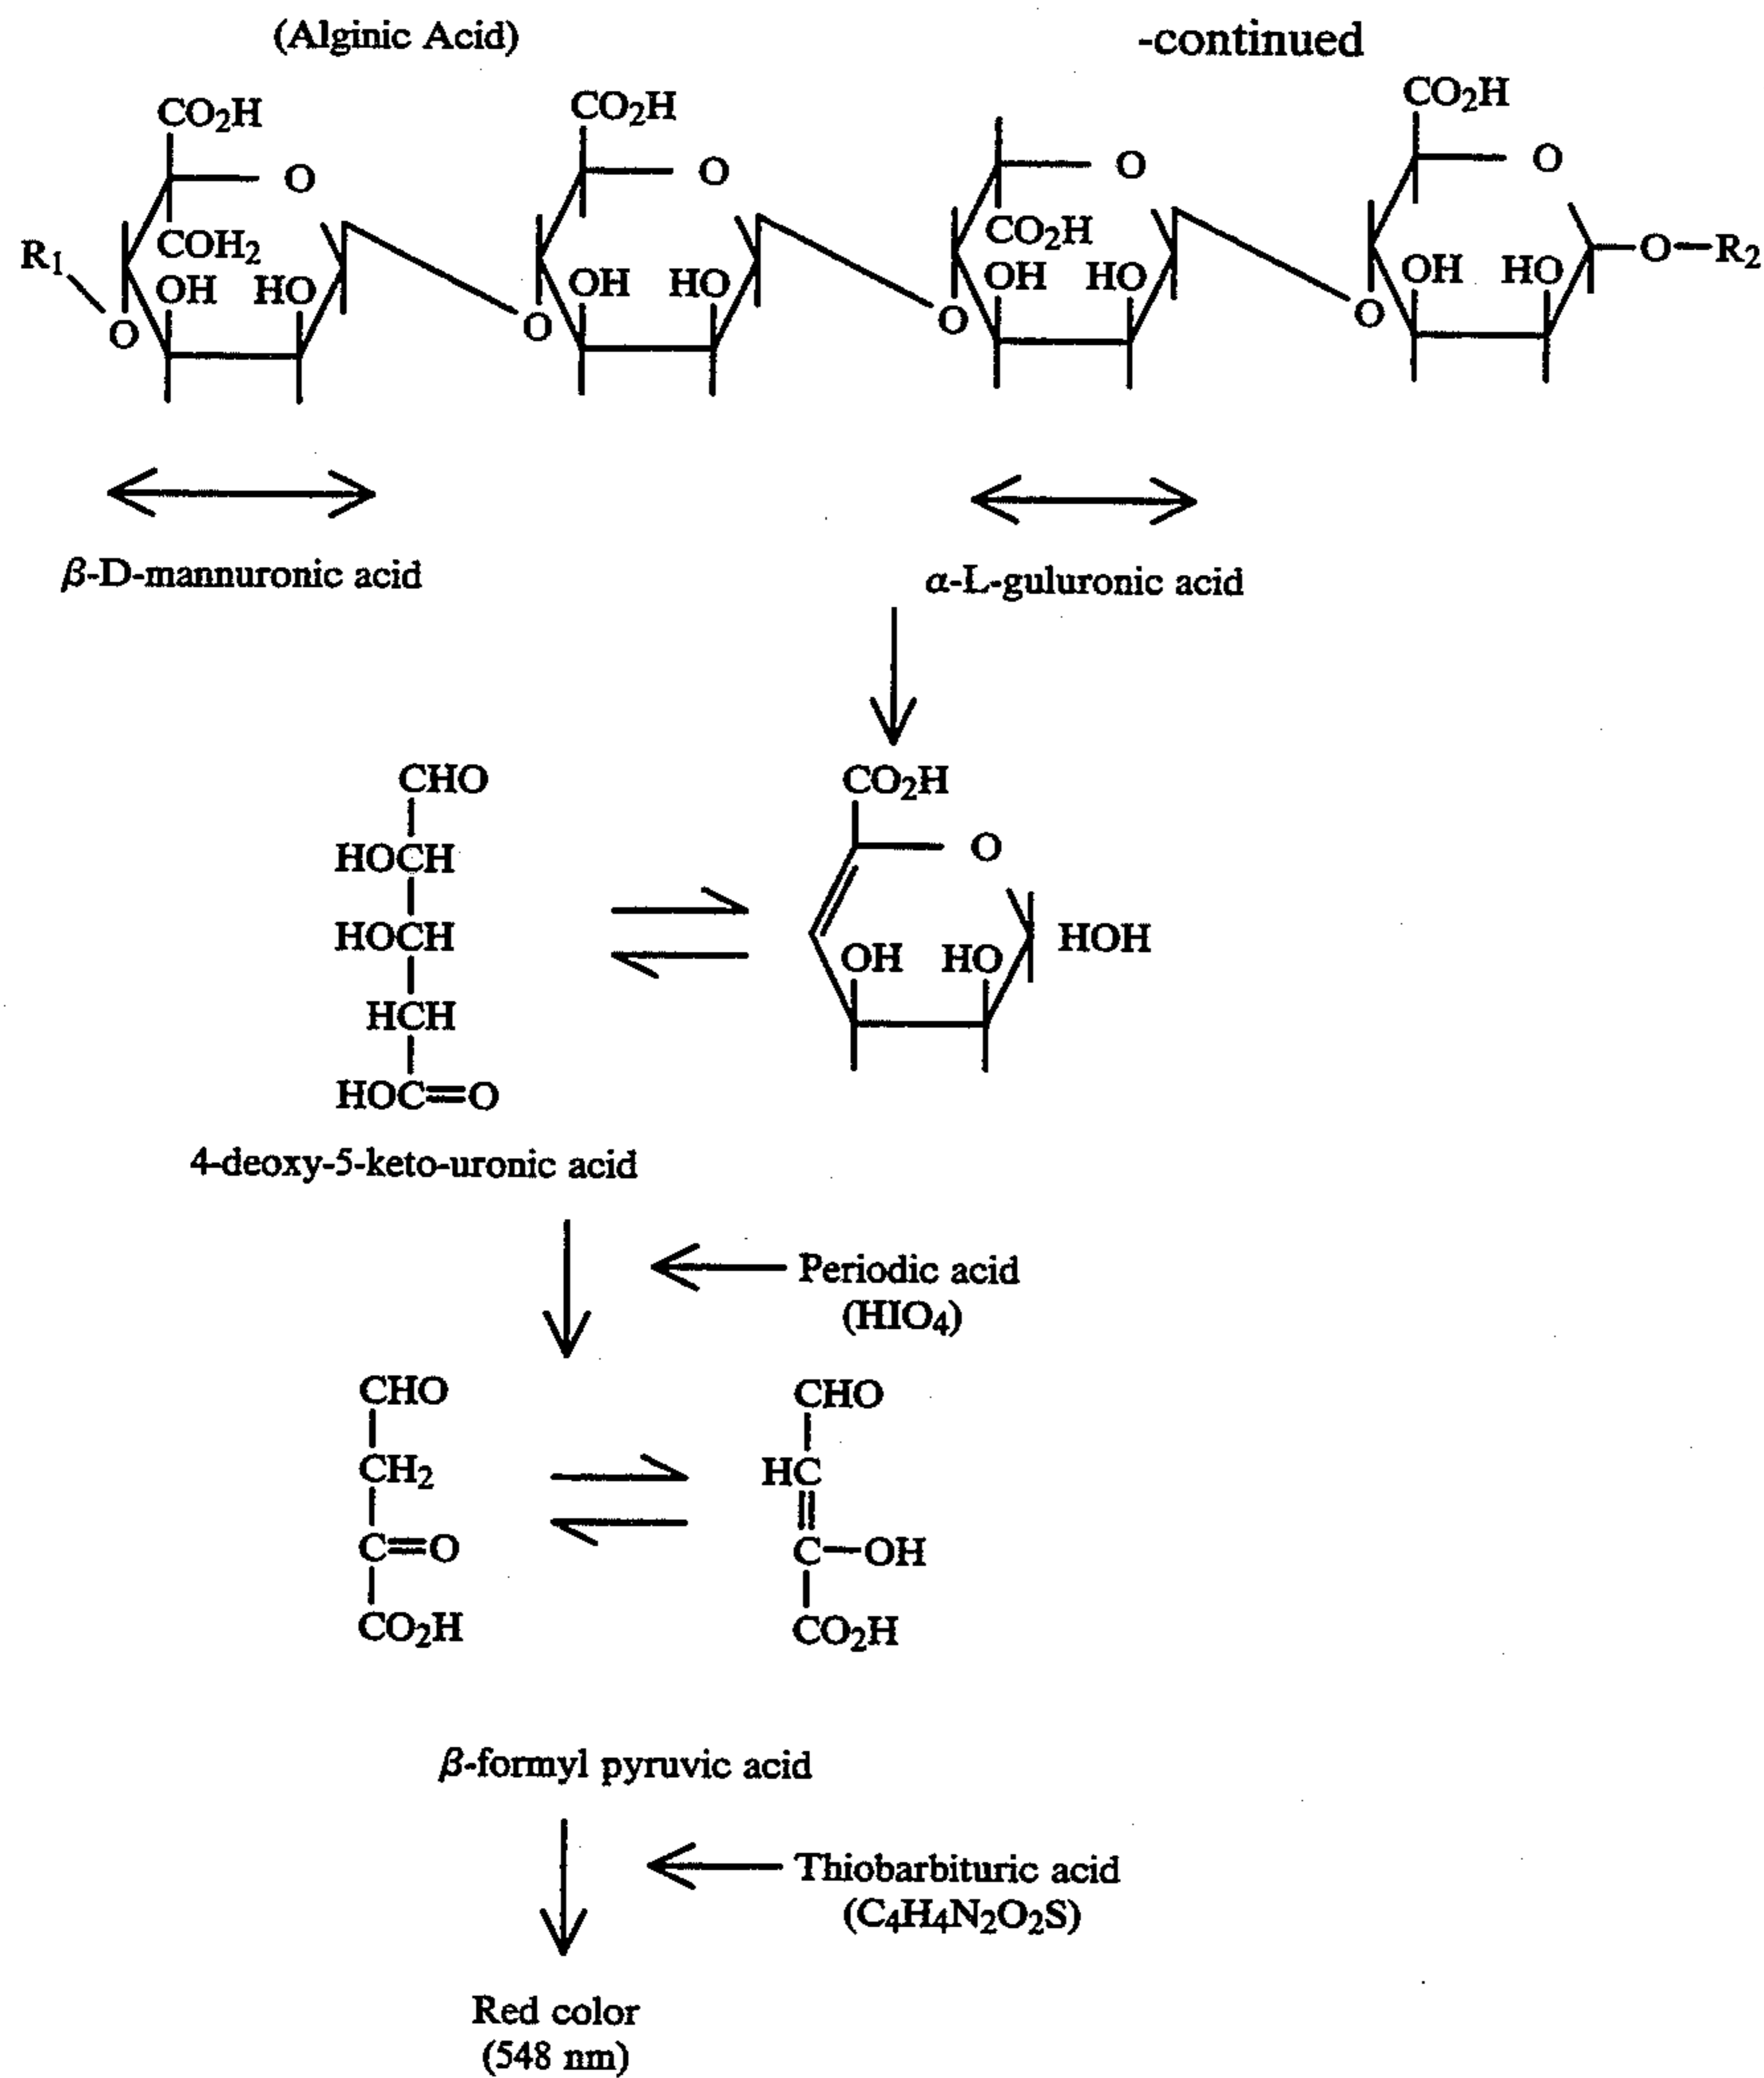 (Alginic Acid)
-continued
CO2H CO2H CO2H
O O O O
COH2 CO2H
R1 OH HO OH HO OH HO OH HO O R2
O O O O
β-D-mannuronic acid
α-L-guluronic acid
CHO
HOCH
HOCH
HCH
HOC=O
CO2H
O
OH HO HOH
4-deoxy-5-keto-uronic acid
Periodic acid
(HIO4)
CHO
CH2
C=O
CO2H
CHO
HC
C-OH
CO2H
β-formyl pyruvic acid
Thiobarbituric acid
(C4H4N2O2S)
Red color
(548 nm)